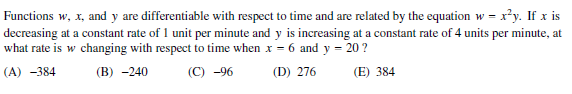 Functions w, x, and y are differentiable with respect to time and are related by the equation w = x²y. If x is
decreasing at a constant rate of 1 unit per minute and y is increasing at a constant rate of 4 units per minute, at
what rate is w changing with respect to time when x = 6 and y = 20 ?
(A) –384 (B) –240 (C) –96 (D) 276 (E) 384